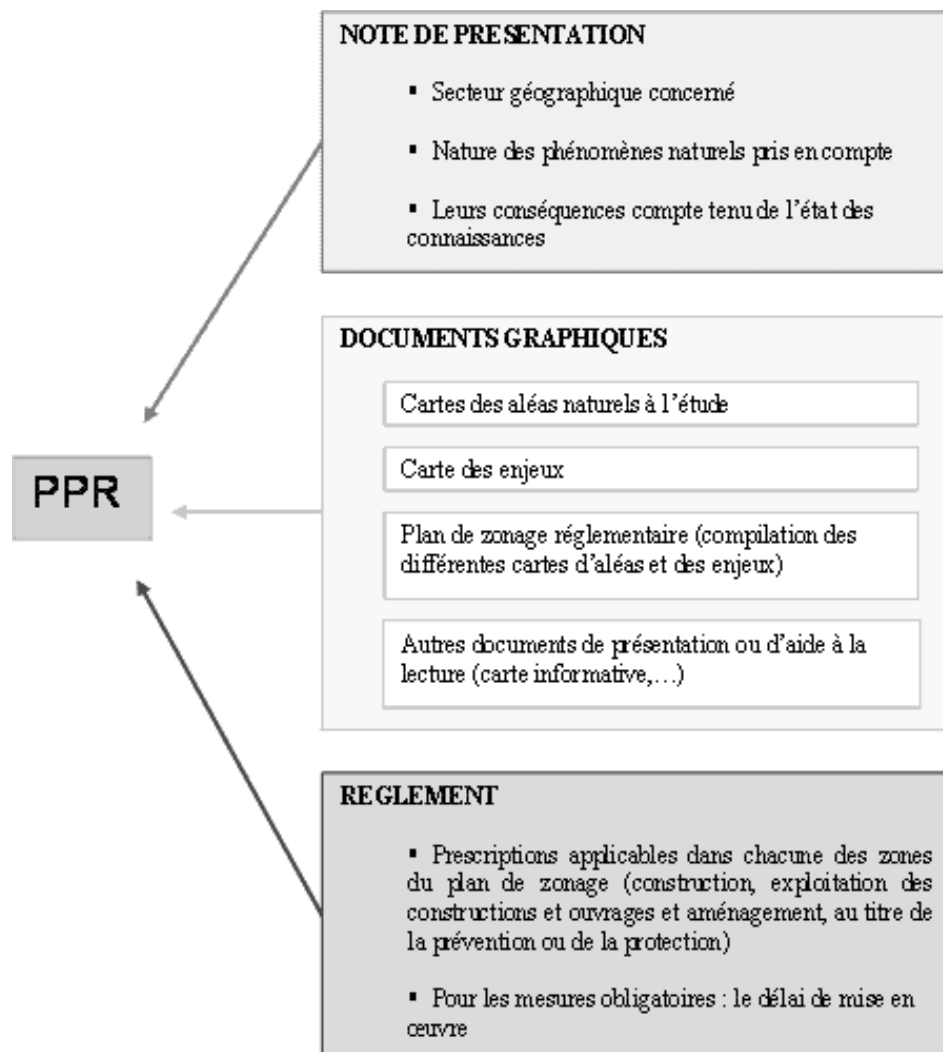 NOTE DE PRESENTATION
▪ Secteur géographique concerné
▪ Nature des phénomènes naturels pris en compte
▪ Leurs conséquences compte tenu de l'état des
connaissances
DOCUMENTS GRAPHIQUES
Cartes des aléas naturels à l'étude
Carte des enjeux
Plan de zonage réglementaire (compilation des
différentes cartes d'aléas et des enjeux)
Autres documents de présentation ou d'aide à la
lecture (carte informative,…)
PPR
REGLEMENT
▪ Prescriptions applicables dans chacune des zones
du plan de zonage (construction, exploitation des
constructions et ouvrages et aménagement, au titre de
la prévention ou de la protection)
▪ Pour les mesures obligatoires : le délai de mise en
œuvre